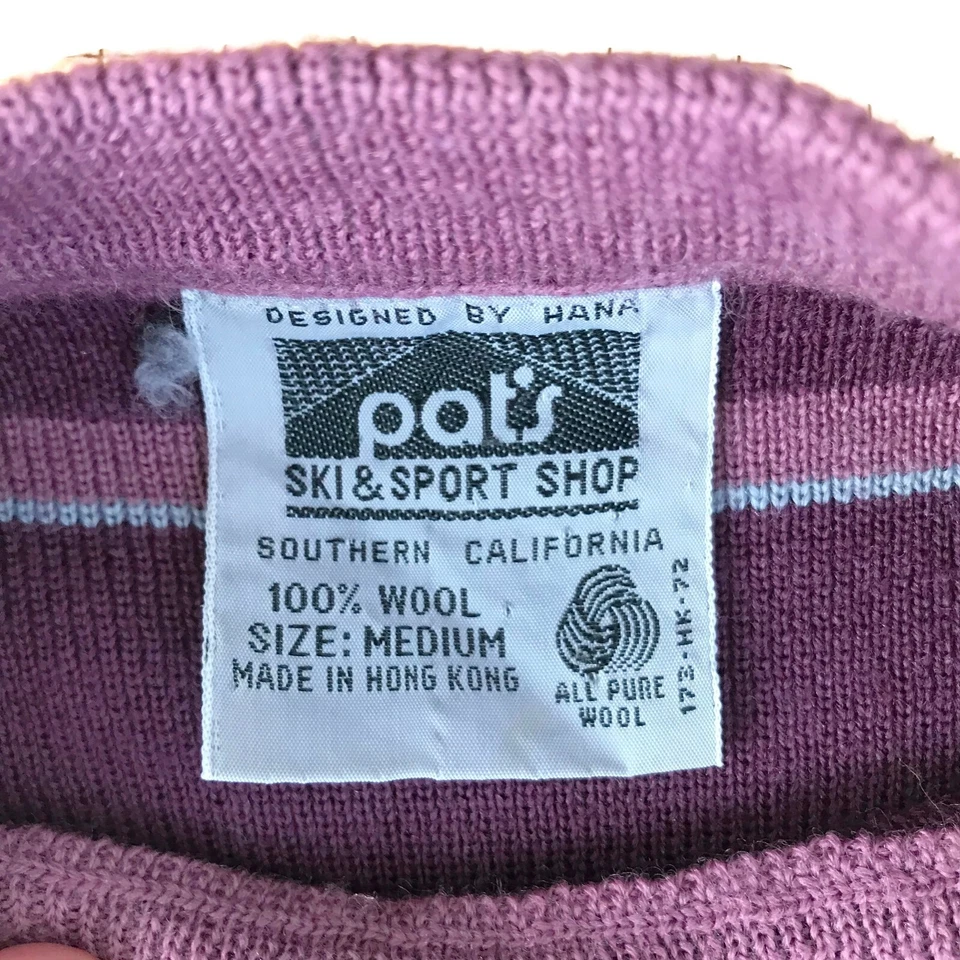 DESIGNED BY HANA
pat's
SKI & SPORT SHOP
SOUTHERN CALIFORNIA
100% WOOL
SIZE: MEDIUM
MADE IN HONG KONG
ALL PURE
WOOL
173-HK-72